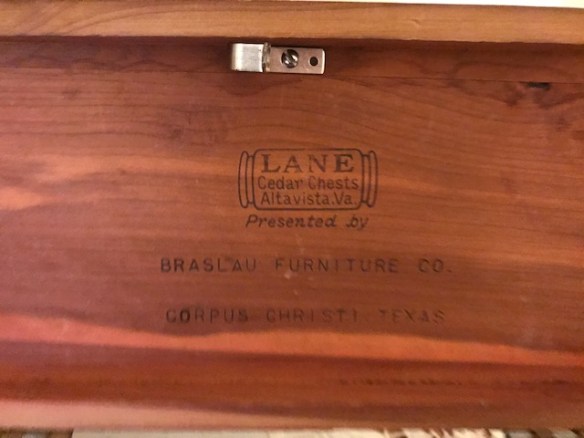 LANE
Cedar Chests
Altavista.Va.
Presented by
BRASLAU FURNITURE CO.
CORPUS CHRISTI TEXAS